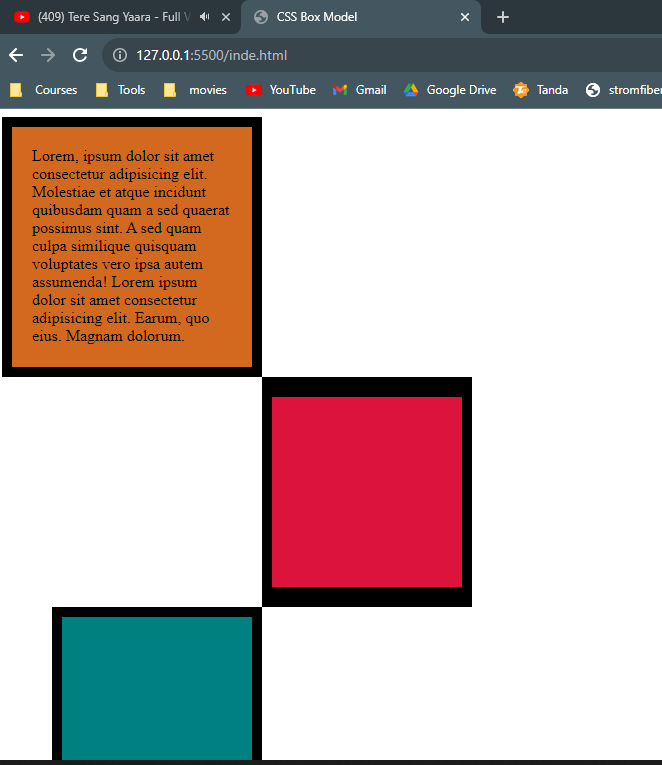 (409) Tere Sang Yaara - Full V
CSS Box Model
127.0.0.1:5500/inde.html
Courses Tools movies YouTube Gmail Google Drive Tanda stromfiber
Lorem, ipsum dolor sit amet
consectetur adipisicing elit.
Molestiae et atque incidunt
quibusdam quam a sed quaerat
possimus sint. A sed quam
culpa similique quisquam
voluptates vero ipsa autem
assumenda! Lorem ipsum
dolor sit amet consectetur
adipisicing elit. Earum, quo
eius. Magnam dolorum.